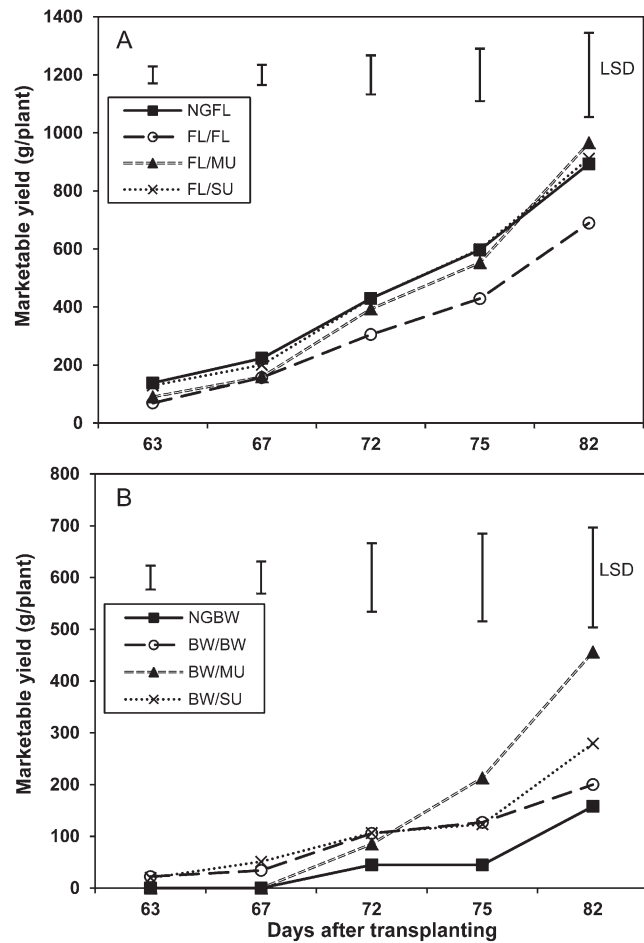 A
1400
1200
1000
800
600
400
200
0
Marketable yield (g/plant)
LSD
NGFL
FL/FL
FL/MU
FL/SU
63 67 72 75 82
B
800
700
600
500
400
300
200
100
0
Marketable yield (g/plant)
LSD
NGBW
BW/BW
BW/MU
BW/SU
63 67 72 75 82
Days after transplanting